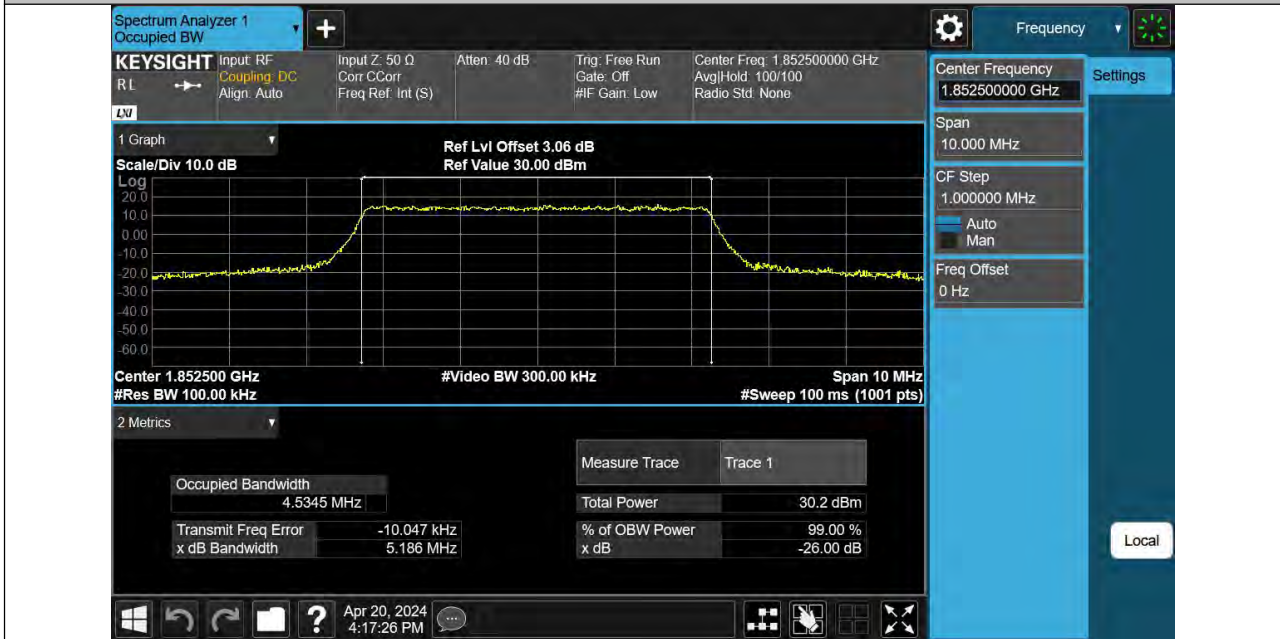 Spectrum Analyzer 1
Occupied BW
+
Frequency
KEYSIGHT
RL
LXI
Input: RF
Coupling: DC
Align: Auto
Input Z: 50 Ω
Corr CCorr
Freq Ref: Int (S)
Atten: 40 dB
Trig: Free Run
Gate: Off
#IF Gain: Low
Center Freq: 1.852500000 GHz
Avg|Hold: 100/100
Radio Std: None
Center Frequency
1.852500000 GHz
Settings
Span
10.000 MHz
CF Step
1.000000 MHz
Auto
Man
Freq Offset
0 Hz
1 Graph
Scale/Div 10.0 dB
Ref Lvl Offset 3.06 dB
Ref Value 30.00 dBm
Log
20.0
10.0
0.00
-10.0
-20.0
-30.0
-40.0
-50.0
-60.0
Center 1.852500 GHz
#Video BW 300.00 kHz
Span 10 MHz
#Res BW 100.00 kHz
#Sweep 100 ms (1001 pts)
2 Metrics
Measure Trace
Trace 1
Occupied Bandwidth
4.5345 MHz
Total Power
30.2 dBm
Transmit Freq Error
-10.047 kHz
% of OBW Power
99.00 %
x dB Bandwidth
5.186 MHz
x dB
-26.00 dB
Local
?
Apr 20, 2024
4:17:26 PM